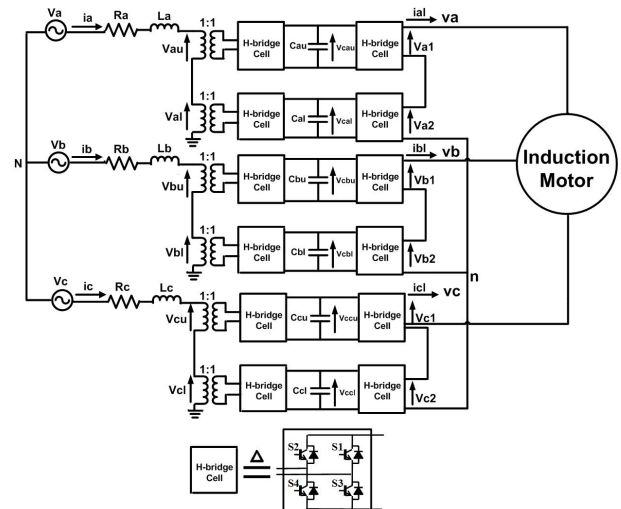 Va ia Ra La 1:1 H-bridge Cell Cau Vcau H-bridge Cell ial va
Vau Va1
Val 1:1 H-bridge Cell Cal Vcal H-bridge Cell Va2
N Vb ib Rb Lb 1:1 H-bridge Cell Cbu Vcbu H-bridge Cell ibl vb
Vbu Vb1
Induction Motor
Vbl 1:1 H-bridge Cell Cbl Vcbl H-bridge Cell Vb2
n
Vc ic Rc Lc 1:1 H-bridge Cell Ccu Vccu H-bridge Cell icl vc
Vcu Vc1
Vcl 1:1 H-bridge Cell Ccl Vccl H-bridge Cell Vc2
H-bridge Cell Δ = S2 S1
S4 S3